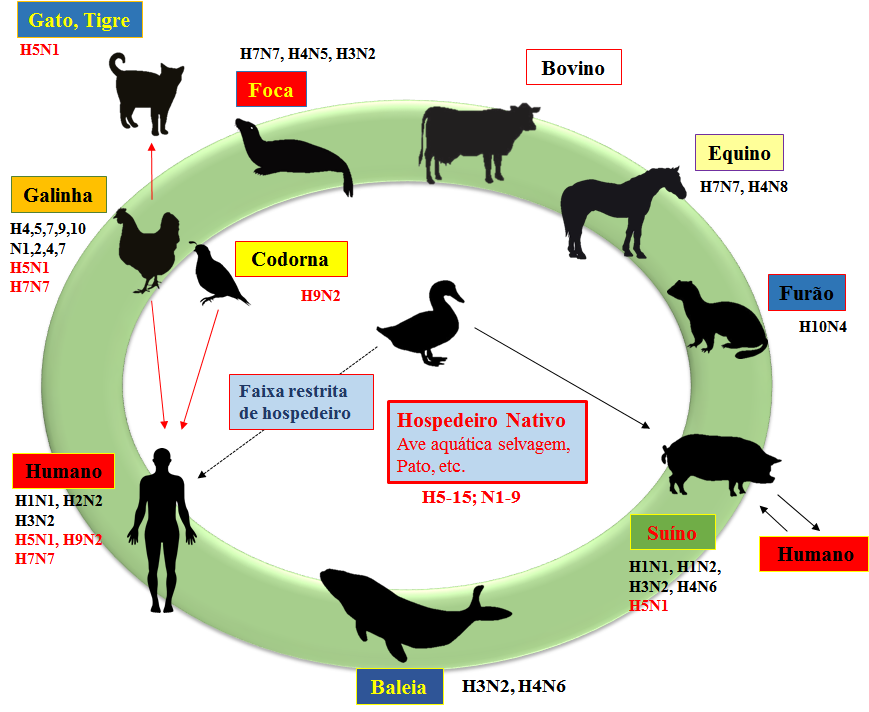 Gato, Tigre
H5N1
H7N7, H4N5, H3N2
Foca
Bovino
Equino
H7N7, H4N8
Galinha
H4,5,7,9,10
N1,2,4,7
H5N1
H7N7
Codorna
H9N2
Furão
H10N4
Faixa restrita
de hospedeiro
Hospedeiro Nativo
Ave aquática selvagem,
Pato, etc.
H5-15; N1-9
Humano
H1N1, H2N2
H3N2
H5N1, H9N2
H7N7
Suíno
H1N1, H1N2,
H3N2, H4N6
H5N1
Humano
Baleia
H3N2, H4N6